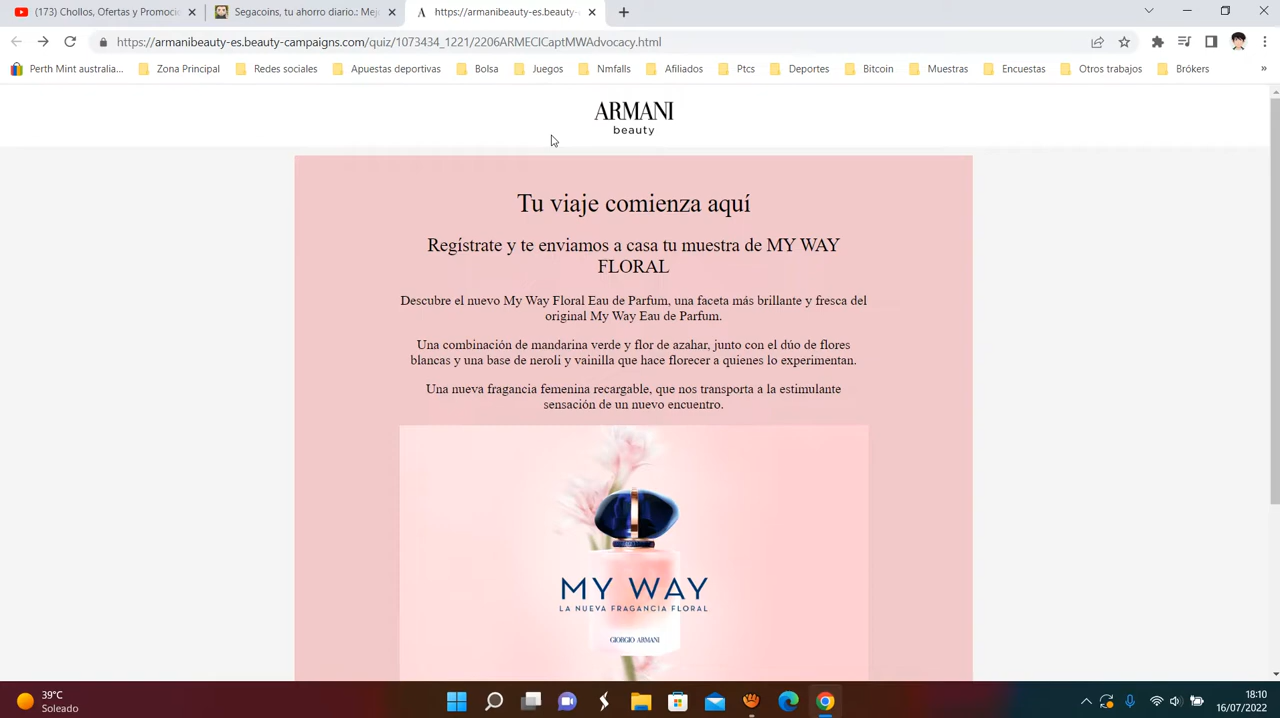 (173) Chollos, Ofertas y Promocio
Segacoins, tu ahorro diario.: Mej
https://armanibeauty-es.beauty-
https://armanibeauty-es.beauty-campaigns.com/quiz/1073434_1221/2206ARMECICaptMWAdvocacy.html
Perth Mint australia...
Zona Principal
Redes sociales
Apuestas deportivas
Bolsa
Juegos
Nmfalls
Afiliados
Ptcs
Deportes
Bitcoin
Muestras
Encuestas
Otros trabajos
Brókers
»
ARMANI
beauty
Tu viaje comienza aquí
Regístrate y te enviamos a casa tu muestra de MY WAY
FLORAL
Descubre el nuevo My Way Floral Eau de Parfum, una faceta más brillante y fresca del
original My Way Eau de Parfum.
Una combinación de mandarina verde y flor de azahar, junto con el dúo de flores
blancas y una base de neroli y vainilla que hace florecer a quienes lo experimentan.
Una nueva fragancia femenina recargable, que nos transporta a la estimulante
sensación de un nuevo encuentro.
MY WAY
LA NUEVA FRAGANCIA FLORAL
GIORGIO ARMANI
39°C
Soleado
18:10
16/07/2022